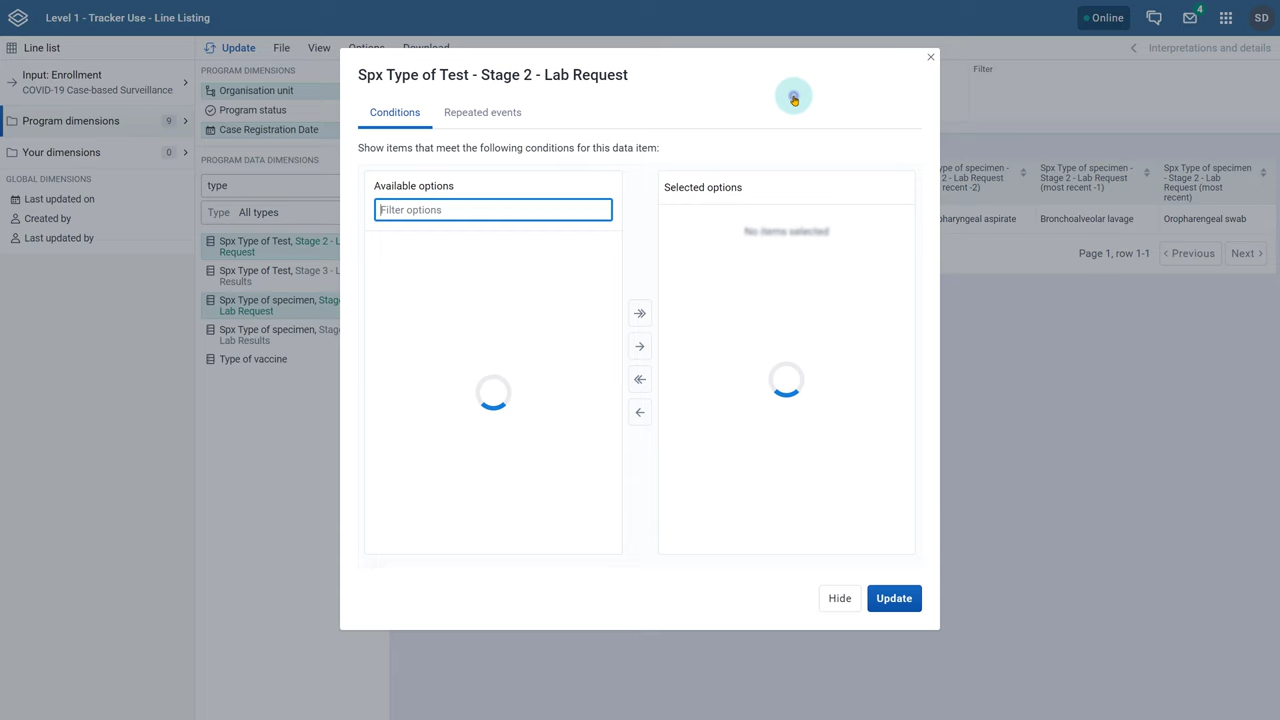 Level 1 - Tracker Use - Line Listing
Online
4
SD
Line list
Update
File
View
Options
Download
Interpretations and details
Input: Enrollment
COVID-19 Case-based Surveillance
Program dimensions
9
Your dimensions
0
GLOBAL DIMENSIONS
Last updated on
Created by
Last updated by
PROGRAM DIMENSIONS
Organisation unit
Program status
Case Registration Date
PROGRAM DATA DIMENSIONS
type
Type All types
Spx Type of Test, Stage 2 - L
Request
Spx Type of Test, Stage 3 - L
Results
Spx Type of specimen, Stag
Lab Request
Spx Type of specimen, Stag
Lab Results
Type of vaccine
Spx Type of Test - Stage 2 - Lab Request
Conditions
Repeated events
Show items that meet the following conditions for this data item:
Available options
Filter options
Selected options
No items selected
Hide
Update
Filter
ype of specimen -
2 - Lab Request
recent -2)
Spx Type of specimen
- Stage 2 - Lab Request
(most recent -1)
Spx Type of specimen
- Stage 2 - Lab
Request (most
recent)
pharyngeal aspirate
Bronchoalveolar lavage
Oropharengeal swab
Page 1, row 1-1
Previous
Next